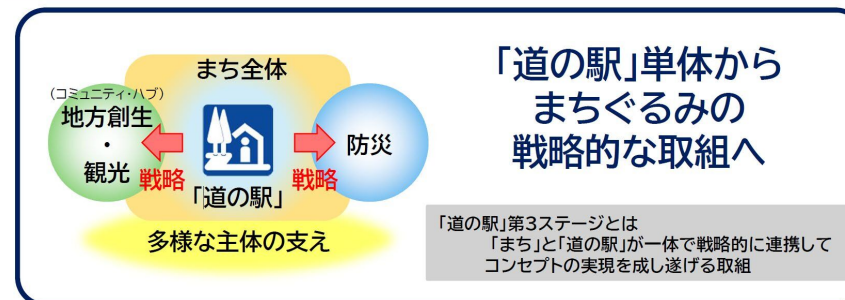 まち全体
(コミュニティ・ハブ)
地方創生
・
観光
戦略
戦略
防災
「道の駅」
多様な主体の支え
「道の駅」単体から
まちぐるみの
戦略的な取組へ
「道の駅」第3ステージとは
「まち」と「道の駅」が一体で戦略的に連携して
コンセプトの実現を成し遂げる取組